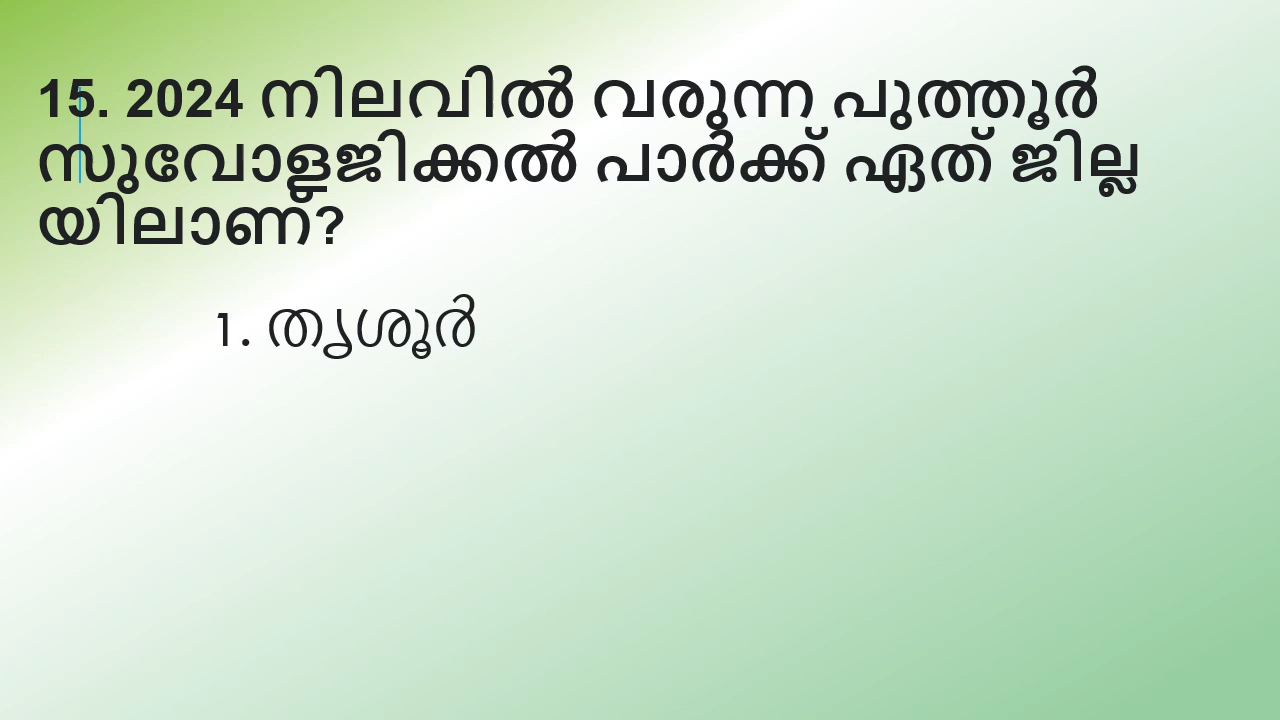 15. 2024 നിലവിൽ വരുന്ന പുത്തൂർ
സുവോളജിക്കൽ പാർക്ക് ഏത് ജില്ല
യിലാണ്?
1. തൃശൂർ